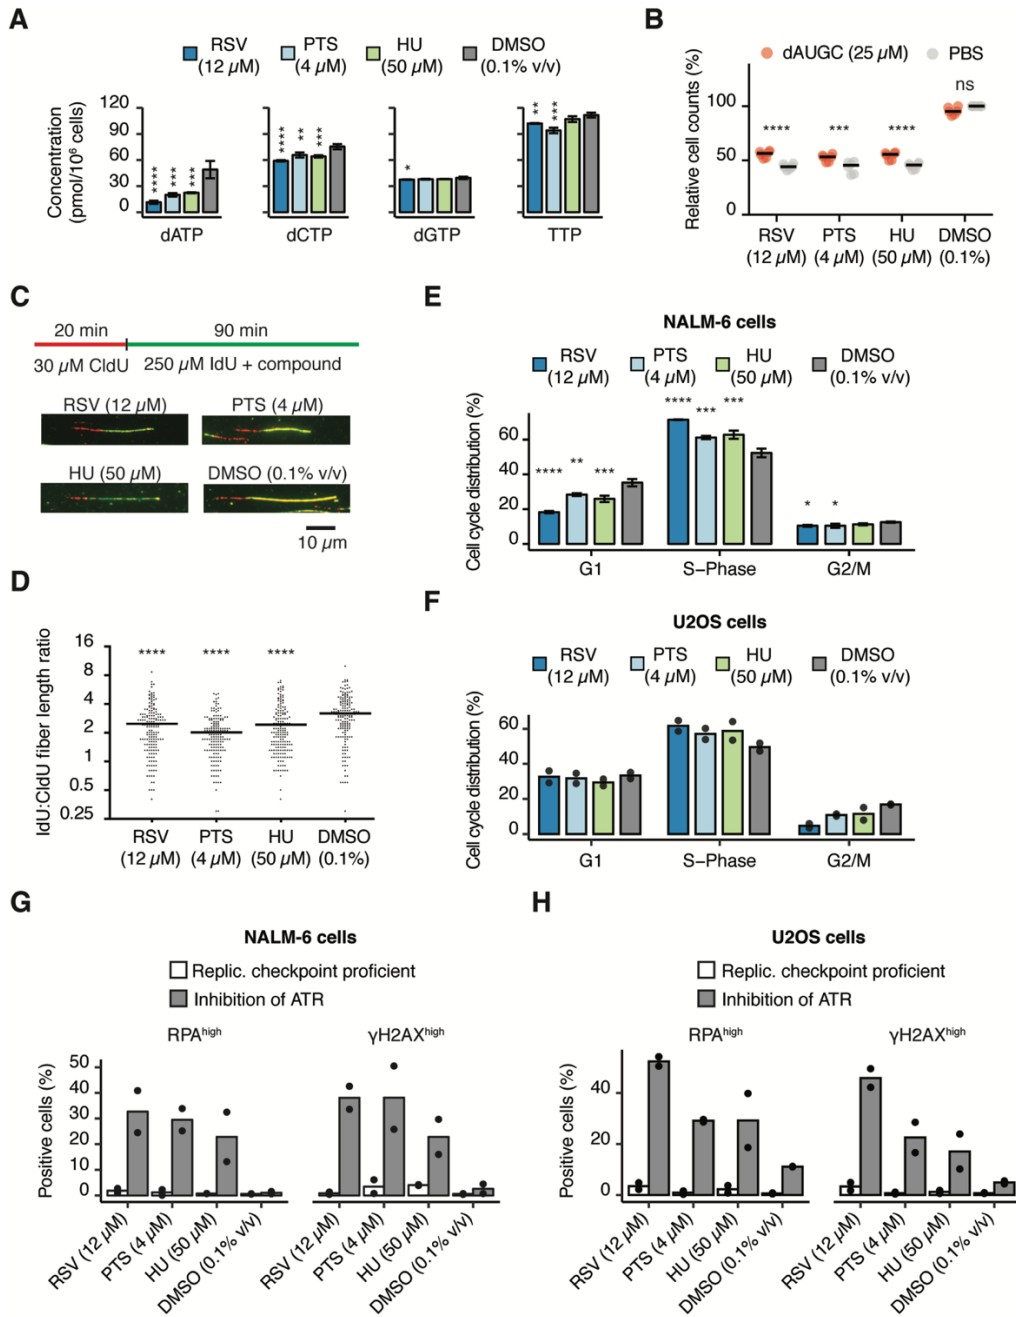 A
RSV (12 µM)
PTS (4 µM)
HU (50 µM)
DMSO (0.1% v/v)
Concentration (pmol/10⁶ cells)
120
90
60
30
0
**** *** ***
**** ** ***
*
** ***
dATP
dCTP
dGTP
TTP
B
dAUGC (25 µM)
PBS
Relative cell counts (%)
100
50
0
**** *** **** ns
RSV (12 µM)
PTS (4 µM)
HU (50 µM)
DMSO (0.1%)
C
20 min
90 min
30 µM CldU
250 µM IdU + compound
RSV (12 µM)
PTS (4 µM)
HU (50 µM)
DMSO (0.1% v/v)
10 µm
D
IdU:CldU fiber length ratio
16
8
4
2
1
0.5
0.25
**** **** ****
RSV (12 µM)
PTS (4 µM)
HU (50 µM)
DMSO (0.1%)
E
NALM-6 cells
RSV (12 µM)
PTS (4 µM)
HU (50 µM)
DMSO (0.1% v/v)
Cell cycle distribution (%)
60
40
20
0
**** ** ***
**** *** ***
* *
G1
S–Phase
G2/M
F
U2OS cells
RSV (12 µM)
PTS (4 µM)
HU (50 µM)
DMSO (0.1% v/v)
Cell cycle distribution (%)
60
40
20
0
G1
S–Phase
G2/M
G
NALM-6 cells
Replic. checkpoint proficient
Inhibition of ATR
RPAhigh
γH2AXhigh
Positive cells (%)
50
40
30
20
10
0
RSV (12 µM)
PTS (4 µM)
HU (50 µM)
DMSO (0.1% v/v)
RSV (12 µM)
PTS (4 µM)
HU (50 µM)
DMSO (0.1% v/v)
H
U2OS cells
Replic. checkpoint proficient
Inhibition of ATR
RPAhigh
γH2AXhigh
Positive cells (%)
40
20
0
RSV (12 µM)
PTS (4 µM)
HU (50 µM)
DMSO (0.1% v/v)
RSV (12 µM)
PTS (4 µM)
HU (50 µM)
DMSO (0.1% v/v)